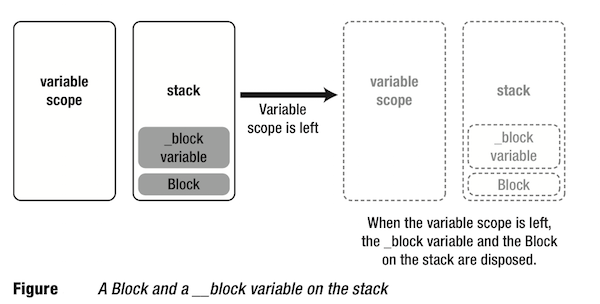 variable
scope
stack
_block
variable
Block
Variable
scope is left
variable
scope
stack
_block
variable
Block
When the variable scope is left,
the _block variable and the Block
on the stack are disposed.
Figure A Block and a __block variable on the stack